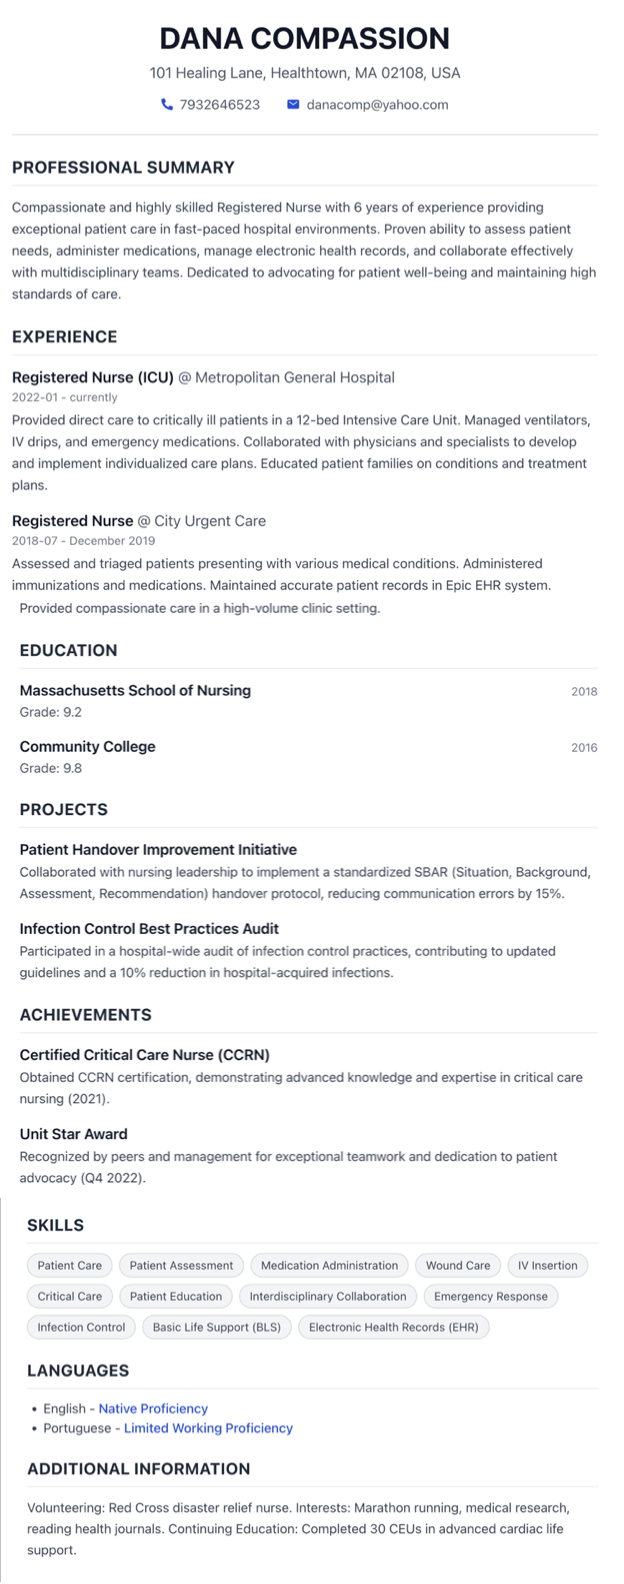 DANA COMPASSION
101 Healing Lane, Healthtown, MA 02108, USA
7932646523 danacomp@yahoo.com
PROFESSIONAL SUMMARY
Compassionate and highly skilled Registered Nurse with 6 years of experience providing
exceptional patient care in fast-paced hospital environments. Proven ability to assess patient
needs, administer medications, manage electronic health records, and collaborate effectively
with multidisciplinary teams. Dedicated to advocating for patient well-being and maintaining high
standards of care.
EXPERIENCE
Registered Nurse (ICU) @ Metropolitan General Hospital
2022-01 - currently
Provided direct care to critically ill patients in a 12-bed Intensive Care Unit. Managed ventilators,
IV drips, and emergency medications. Collaborated with physicians and specialists to develop
and implement individualized care plans. Educated patient families on conditions and treatment
plans.
Registered Nurse @ City Urgent Care
2018-07 - December 2019
Assessed and triaged patients presenting with various medical conditions. Administered
immunizations and medications. Maintained accurate patient records in Epic EHR system.
Provided compassionate care in a high-volume clinic setting.
EDUCATION
Massachusetts School of Nursing 2018
Grade: 9.2
Community College 2016
Grade: 9.8
PROJECTS
Patient Handover Improvement Initiative
Collaborated with nursing leadership to implement a standardized SBAR (Situation, Background,
Assessment, Recommendation) handover protocol, reducing communication errors by 15%.
Infection Control Best Practices Audit
Participated in a hospital-wide audit of infection control practices, contributing to updated
guidelines and a 10% reduction in hospital-acquired infections.
ACHIEVEMENTS
Certified Critical Care Nurse (CCRN)
Obtained CCRN certification, demonstrating advanced knowledge and expertise in critical care
nursing (2021).
Unit Star Award
Recognized by peers and management for exceptional teamwork and dedication to patient
advocacy (Q4 2022).
SKILLS
Patient Care Patient Assessment Medication Administration Wound Care IV Insertion
Critical Care Patient Education Interdisciplinary Collaboration Emergency Response
Infection Control Basic Life Support (BLS) Electronic Health Records (EHR)
LANGUAGES
• English - Native Proficiency
• Portuguese - Limited Working Proficiency
ADDITIONAL INFORMATION
Volunteering: Red Cross disaster relief nurse. Interests: Marathon running, medical research,
reading health journals. Continuing Education: Completed 30 CEUs in advanced cardiac life
support.